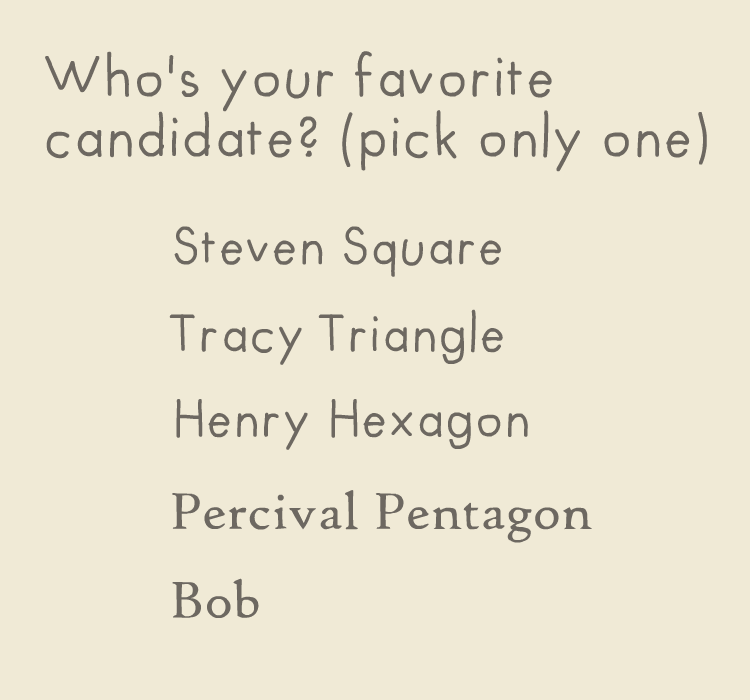 Who's your favorite
candidate? (pick only one)
Steven Square
Tracy Triangle
Henry Hexagon
Percival Pentagon
Bob